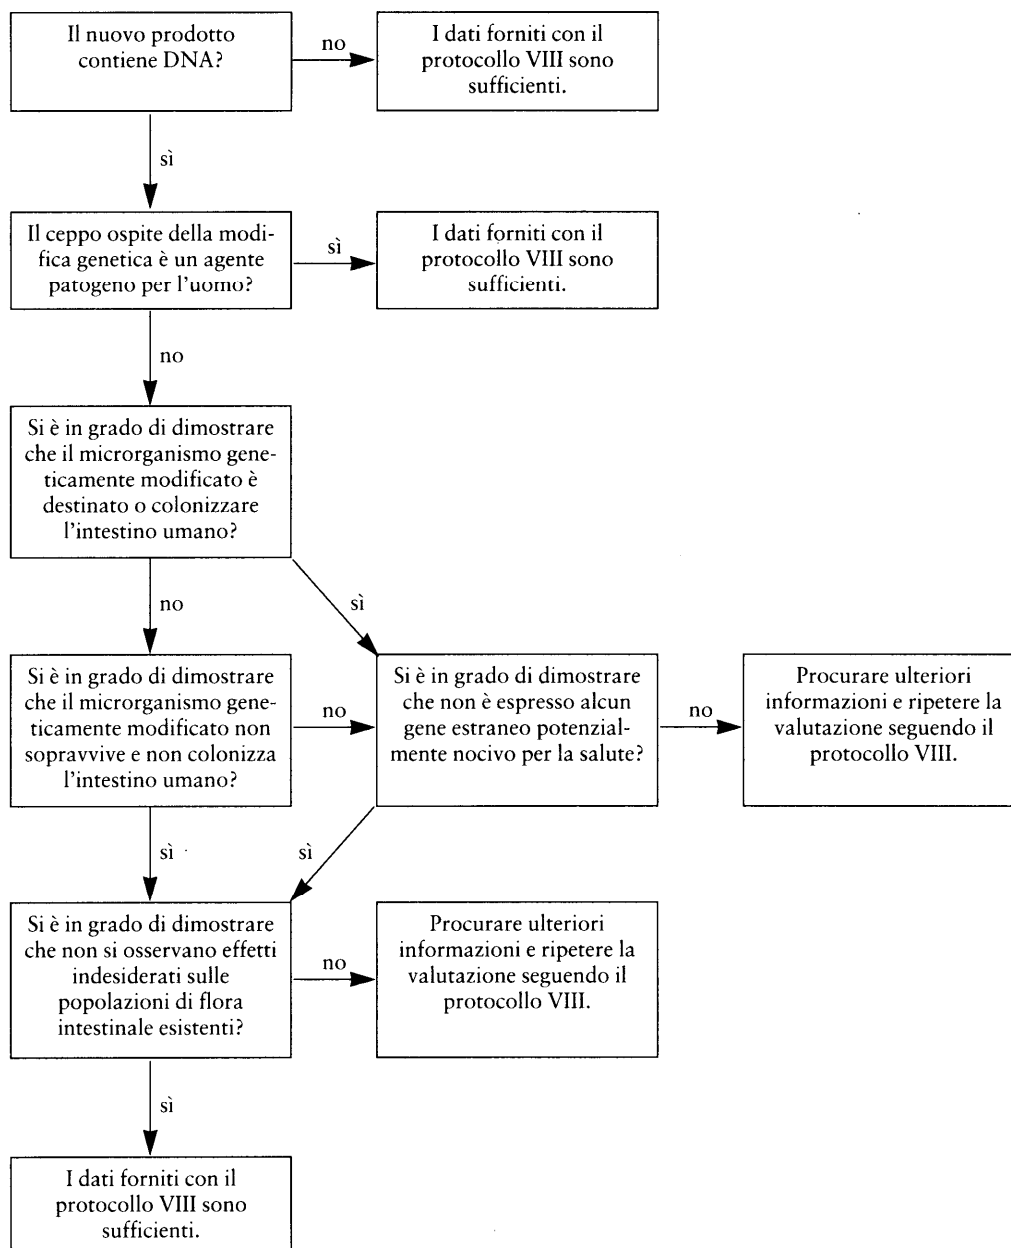 Il nuovo prodotto
contiene DNA?
no
I dati forniti con il
protocollo VIII sono
sufficienti.
sì
Il ceppo ospite della modi-
fica genetica è un agente
patogeno per l'uomo?
sì
I dati forniti con il
protocollo VIII sono
sufficienti.
no
Si è in grado di dimostrare
che il microrganismo gene-
ticamente modificato è
destinato o colonizzare
l'intestino umano?
no
sì
Si è in grado di dimostrare
che il microrganismo gene-
ticamente modificato non
sopravvive e non colonizza
l'intestino umano?
no
Si è in grado di dimostrare
che non è espresso alcun
gene estraneo potenzial-
mente nocivo per la salute?
no
Procurare ulteriori
informazioni e ripetere la
valutazione seguendo il
protocollo VIII.
sì
sì
Si è in grado di dimostrare
che non si osservano effetti
indesiderati sulle
popolazioni di flora
intestinale esistenti?
no
Procurare ulteriori
informazioni e ripetere la
valutazione seguendo il
protocollo VIII.
sì
I dati forniti con il
protocollo VIII sono
sufficienti.